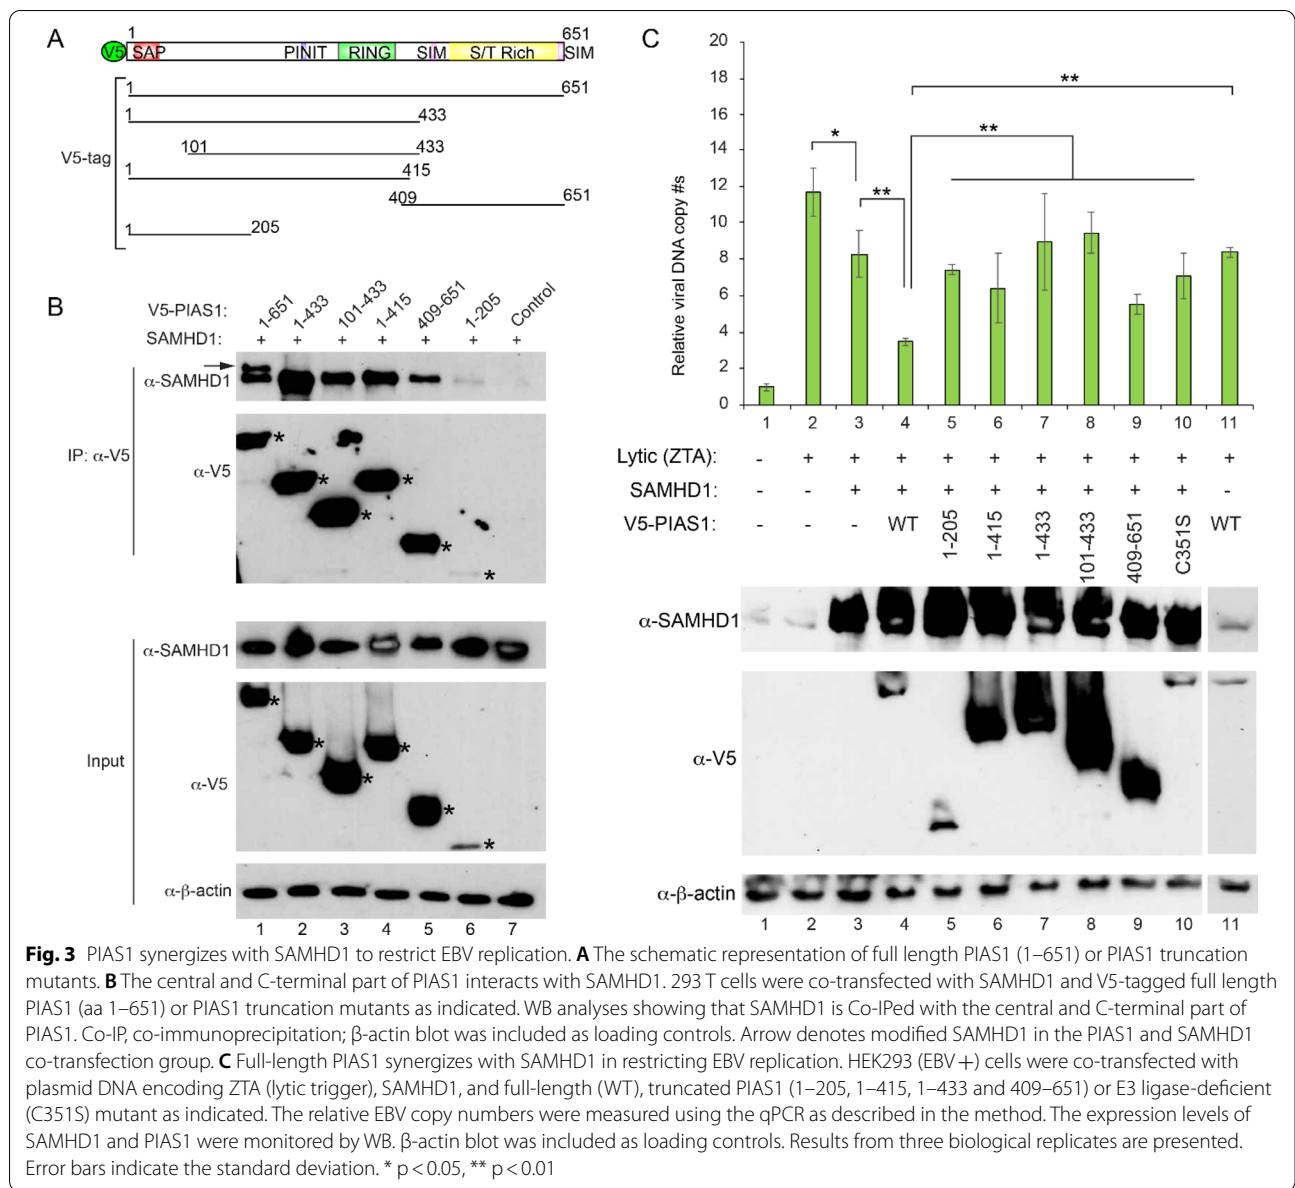 A
1
651
V5 SAP PINIT RING SIM S/T Rich SIM
V5-tag
1 651
1 433
101 433
1 415
409 651
1 205
B
V5-PIAS1: 1-651 1-433 101-433 1-415 409-651 1-205 Control
SAMHD1: + + + + + + +
IP: α-V5
α-SAMHD1
α-V5
* * * * * *
Input
α-SAMHD1
α-V5
* * * * * *
α-β-actin
1 2 3 4 5 6 7
C
Relative viral DNA copy #s
20
18
16
14
12
10
8
6
4
2
0
**
**
*
**
1 2 3 4 5 6 7 8 9 10 11
Lytic (ZTA): - + + + + + + + + + +
SAMHD1: - - + + + + + + + + -
V5-PIAS1: - - - WT 1-205 1-415 1-433 101-433 409-651 C351S WT
α-SAMHD1
α-V5
α-β-actin
1 2 3 4 5 6 7 8 9 10 11
Fig. 3 PIAS1 synergizes with SAMHD1 to restrict EBV replication. A The schematic representation of full length PIAS1 (1–651) or PIAS1 truncation
mutants. B The central and C-terminal part of PIAS1 interacts with SAMHD1. 293 T cells were co-transfected with SAMHD1 and V5-tagged full length
PIAS1 (aa 1–651) or PIAS1 truncation mutants as indicated. WB analyses showing that SAMHD1 is Co-IPed with the central and C-terminal part of
PIAS1. Co-IP, co-immunoprecipitation; β-actin blot was included as loading controls. Arrow denotes modified SAMHD1 in the PIAS1 and SAMHD1
co-transfection group. C Full-length PIAS1 synergizes with SAMHD1 in restricting EBV replication. HEK293 (EBV +) cells were co-transfected with
plasmid DNA encoding ZTA (lytic trigger), SAMHD1, and full-length (WT), truncated PIAS1 (1–205, 1–415, 1–433 and 409–651) or E3 ligase-deficient
(C351S) mutant as indicated. The relative EBV copy numbers were measured using the qPCR as described in the method. The expression levels of
SAMHD1 and PIAS1 were monitored by WB. β-actin blot was included as loading controls. Results from three biological replicates are presented.
Error bars indicate the standard deviation. * p < 0.05, ** p < 0.01